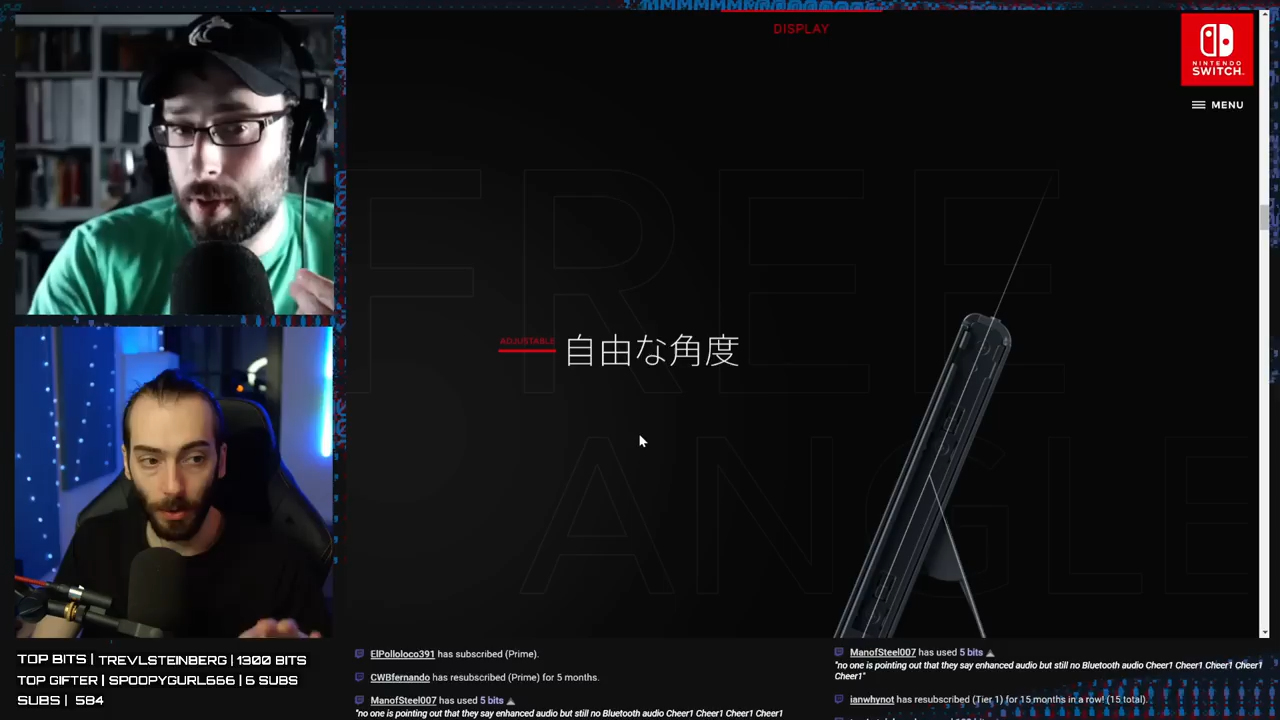 DISPLAY
NINTENDO
SWITCH.
MENU
FREE
ADJUSTABLE
自由な角度
ANGLE
TOP BITS | TREVLSTEINBERG | 1300 BITS
TOP GIFTER | SPOOPYGURL666 | 6 SUBS
SUBS | 584
ElPolloloco391 has subscribed (Prime).
CWBfernando has resubscribed (Prime) for 5 months.
ManofSteel007 has used 5 bits
"no one is pointing out that they say enhanced audio but still no Bluetooth audio Cheer1 Cheer1 Cheer1 Cheer1
ManofSteel007 has used 5 bits
"no one is pointing out that they say enhanced audio but still no Bluetooth audio Cheer1 Cheer1 Cheer1 Cheer1
Cheer1"
ianwhynot has resubscribed (Tier 1) for 15 months in a row! (15 total).